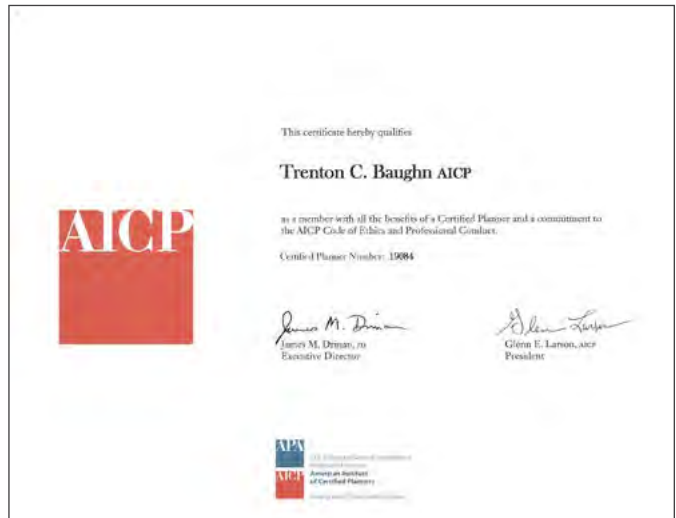 This certificate hereby qualifies
Trenton C. Baughn AICP
as a member with all the benefits of a Certified Planner and a commitment to
the AICP Code of Ethics and Professional Conduct.
Certified Planner Number: 19084
AICP
James M. Drinan, JD
Executive Director
Glenn E. Larson, AICP
President
APA
AICP
American Institute
of Certified Planners